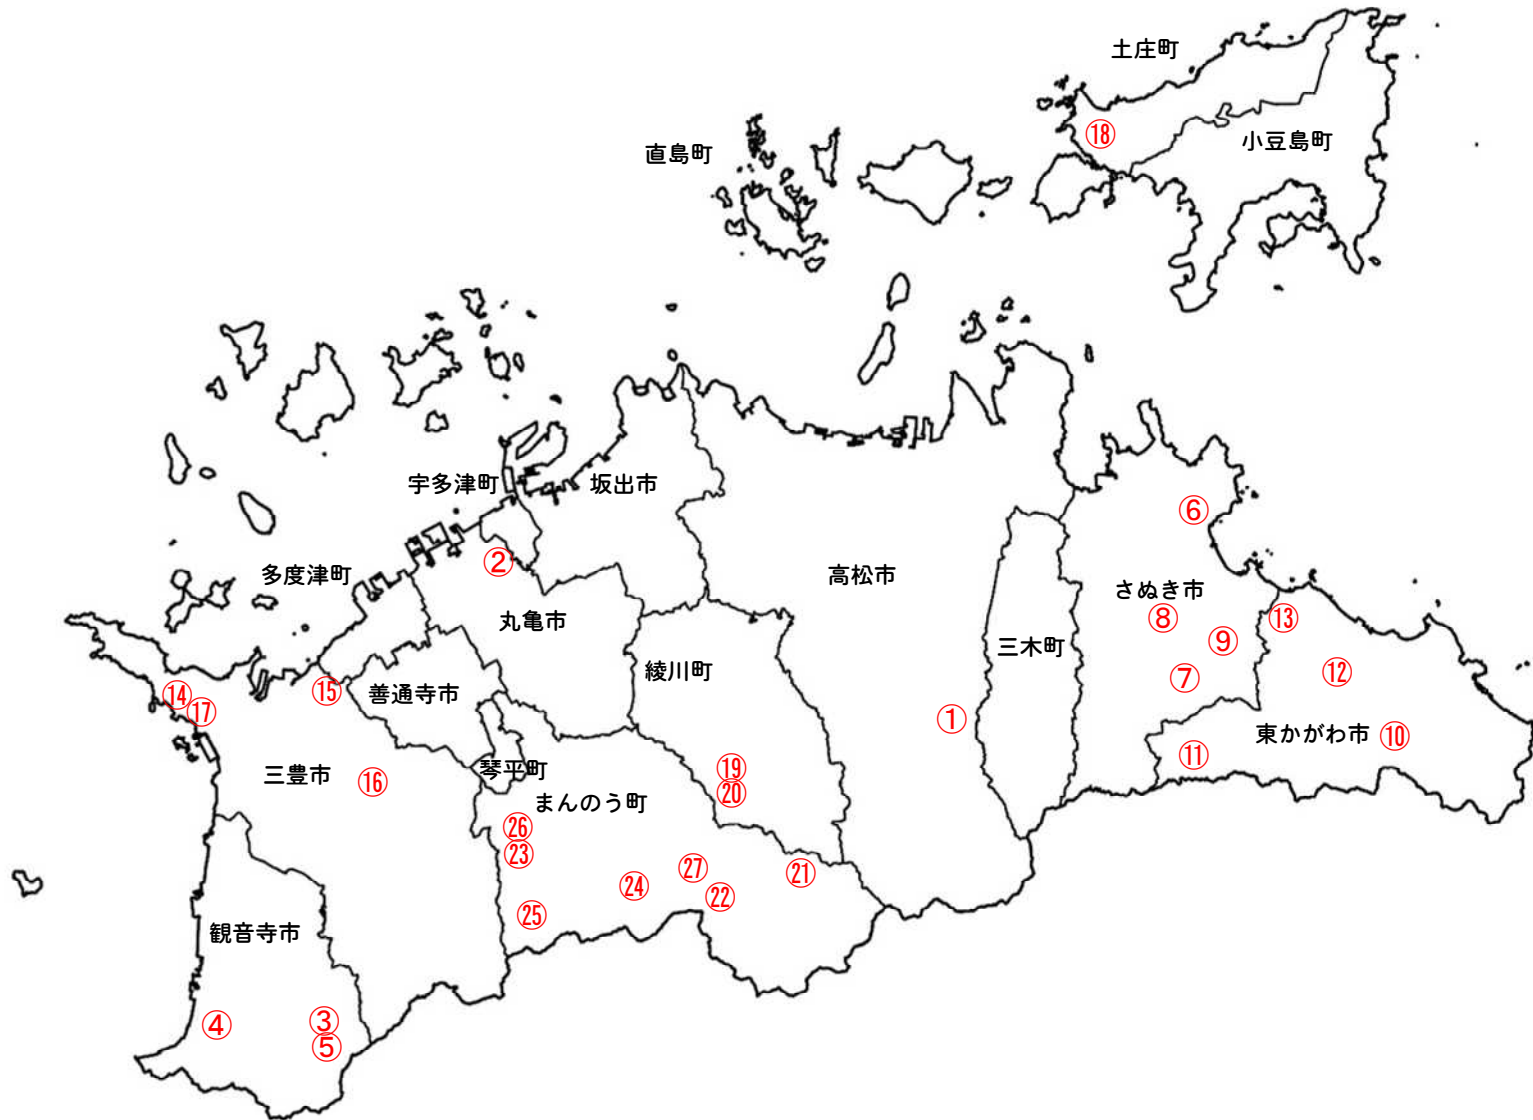 土庄町
⑱
小豆島町
直島町
宇多津町
坂出市
⑥
②
多度津町
高松市
さぬき市
丸亀市
⑧
⑬
⑨
三木町
綾川町
⑫
⑦
⑭
⑮
善通寺市
⑰
①
東かがわ市
⑩
⑪
三豊市
⑯
琴平町
⑲
⑳
まんのう町
㉖
㉓
㉗
㉑
㉔
㉒
㉕
観音寺市
③
④
⑤